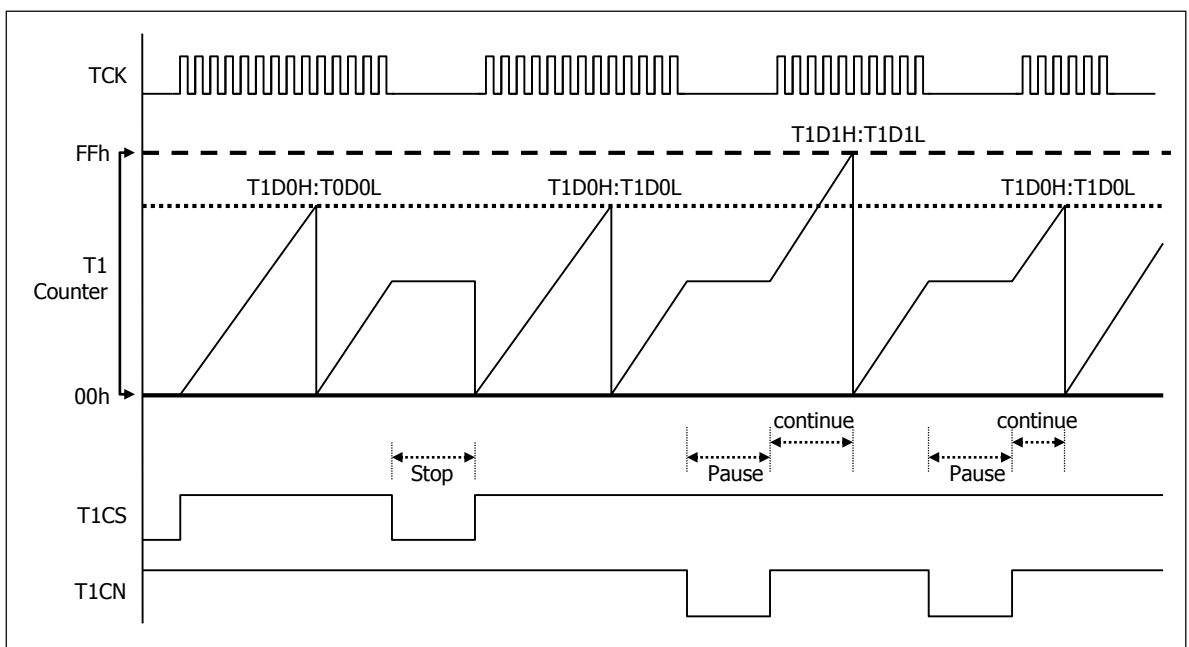 TCK
T1D1H:T1D1L
FFh
T1D0H:T0D0L
T1D0H:T1D0L
T1D0H:T1D0L
T1
Counter
00h
continue
continue
Stop
Pause
Pause
T1CS
T1CN